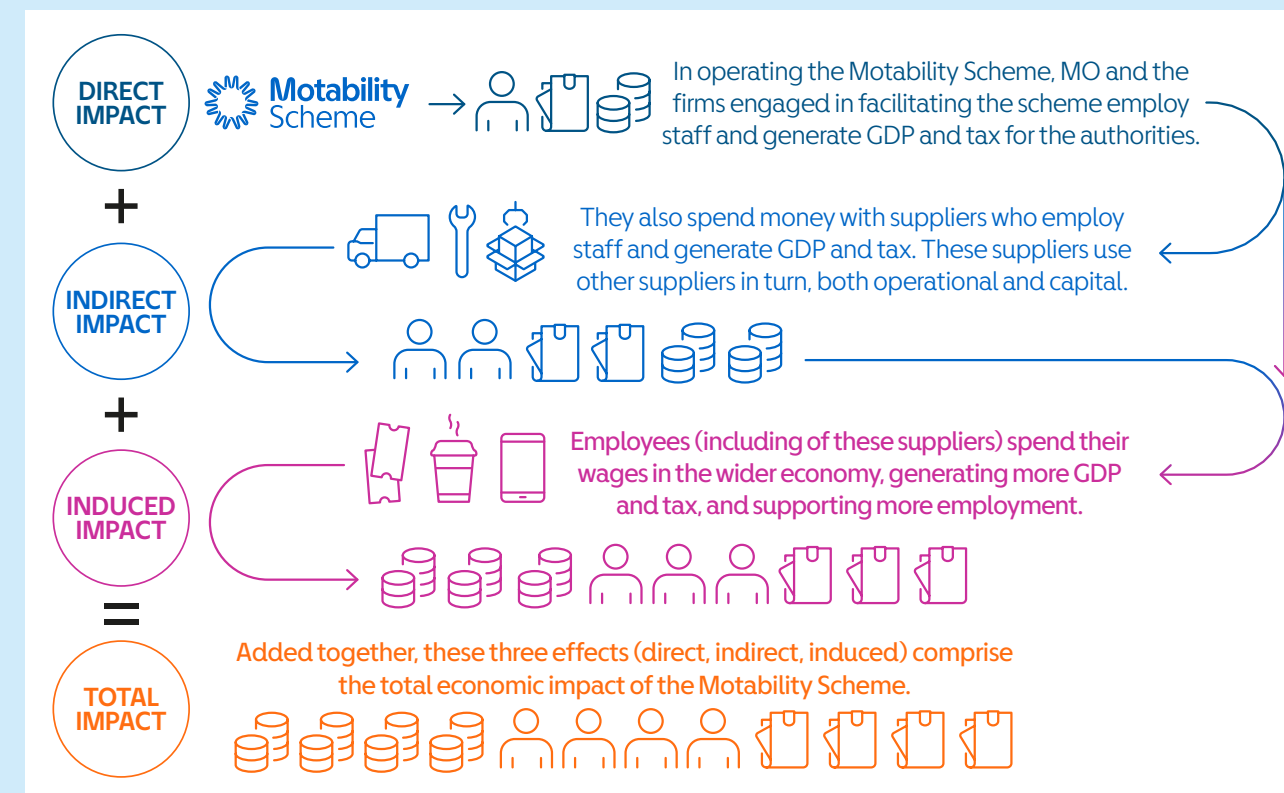 DIRECT
IMPACT
Motability
Scheme
In operating the Motability Scheme, MO and the
firms engaged in facilitating the scheme employ
staff and generate GDP and tax for the authorities.
+
INDIRECT
IMPACT
They also spend money with suppliers who employ
staff and generate GDP and tax. These suppliers use
other suppliers in turn, both operational and capital.
+
INDUCED
IMPACT
Employees (including of these suppliers) spend their
wages in the wider economy, generating more GDP
and tax, and supporting more employment.
=
TOTAL
IMPACT
Added together, these three effects (direct, indirect, induced) comprise
the total economic impact of the Motability Scheme.